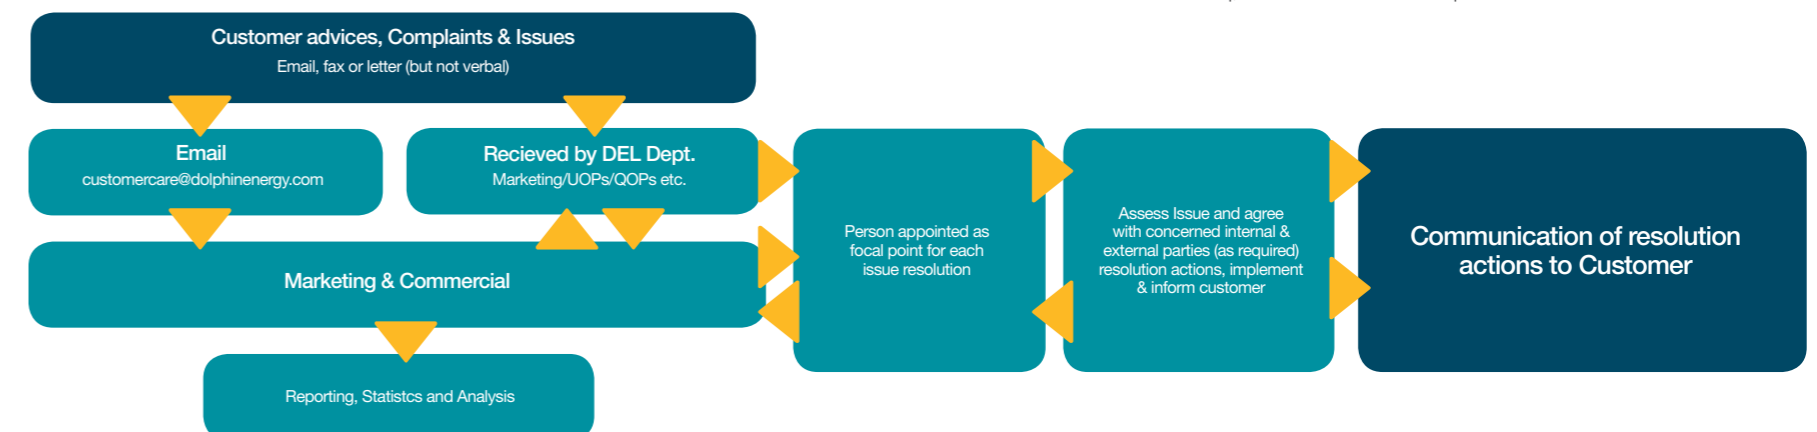 Customer advices, Complaints & Issues
Email, fax or letter (but not verbal)
Email
customercare@dolphinenergy.com
Recieved by DEL Dept.
Marketing/UOPs/QOPs etc.
Marketing & Commercial
Reporting, Statistcs and Analysis
Person appointed as
focal point for each
issue resolution
Assess Issue and agree
with concerned internal &
external parties (as required)
resolution actions, implement
& inform customer
Communication of resolution
actions to Customer